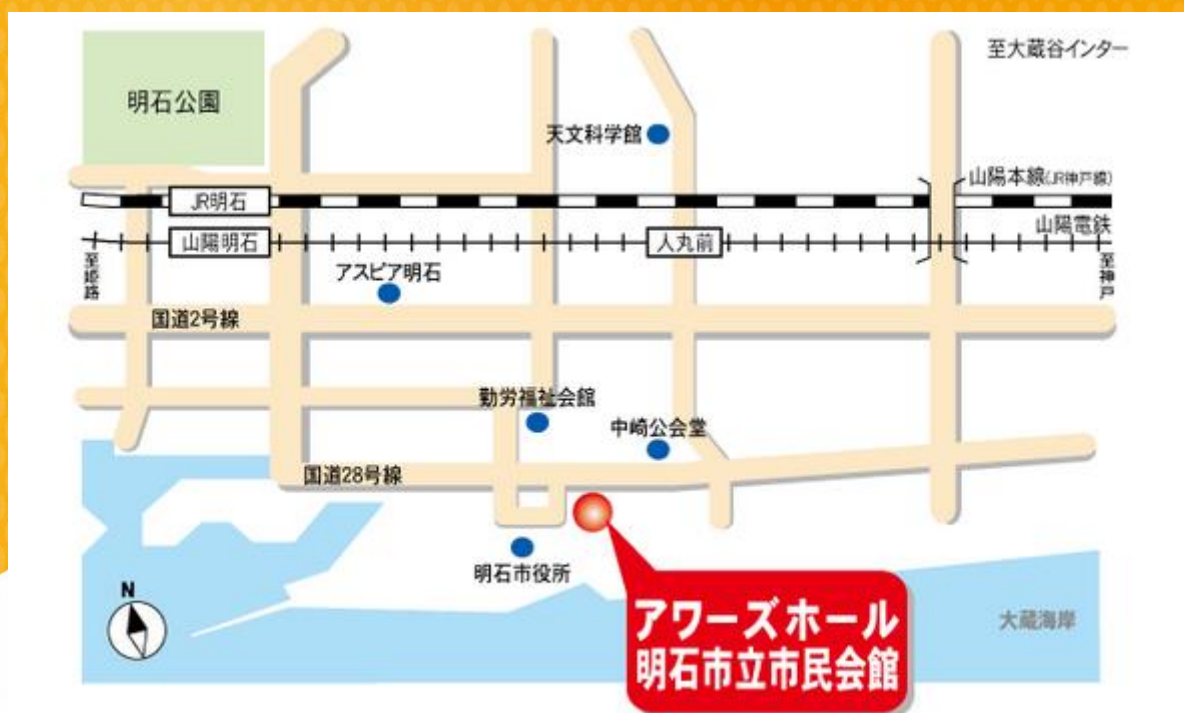 至大蔵谷インター
明石公園
天文科学館
山陽本線(JR神戸線)
JR明石
山陽電鉄
山陽明石
人丸前
至姫路
アスピア明石
至神戸
国道2号線
勤労福祉会館
中崎公会堂
国道28号線
明石市役所
N
アワーズホール
明石市立市民会館
大蔵海岸